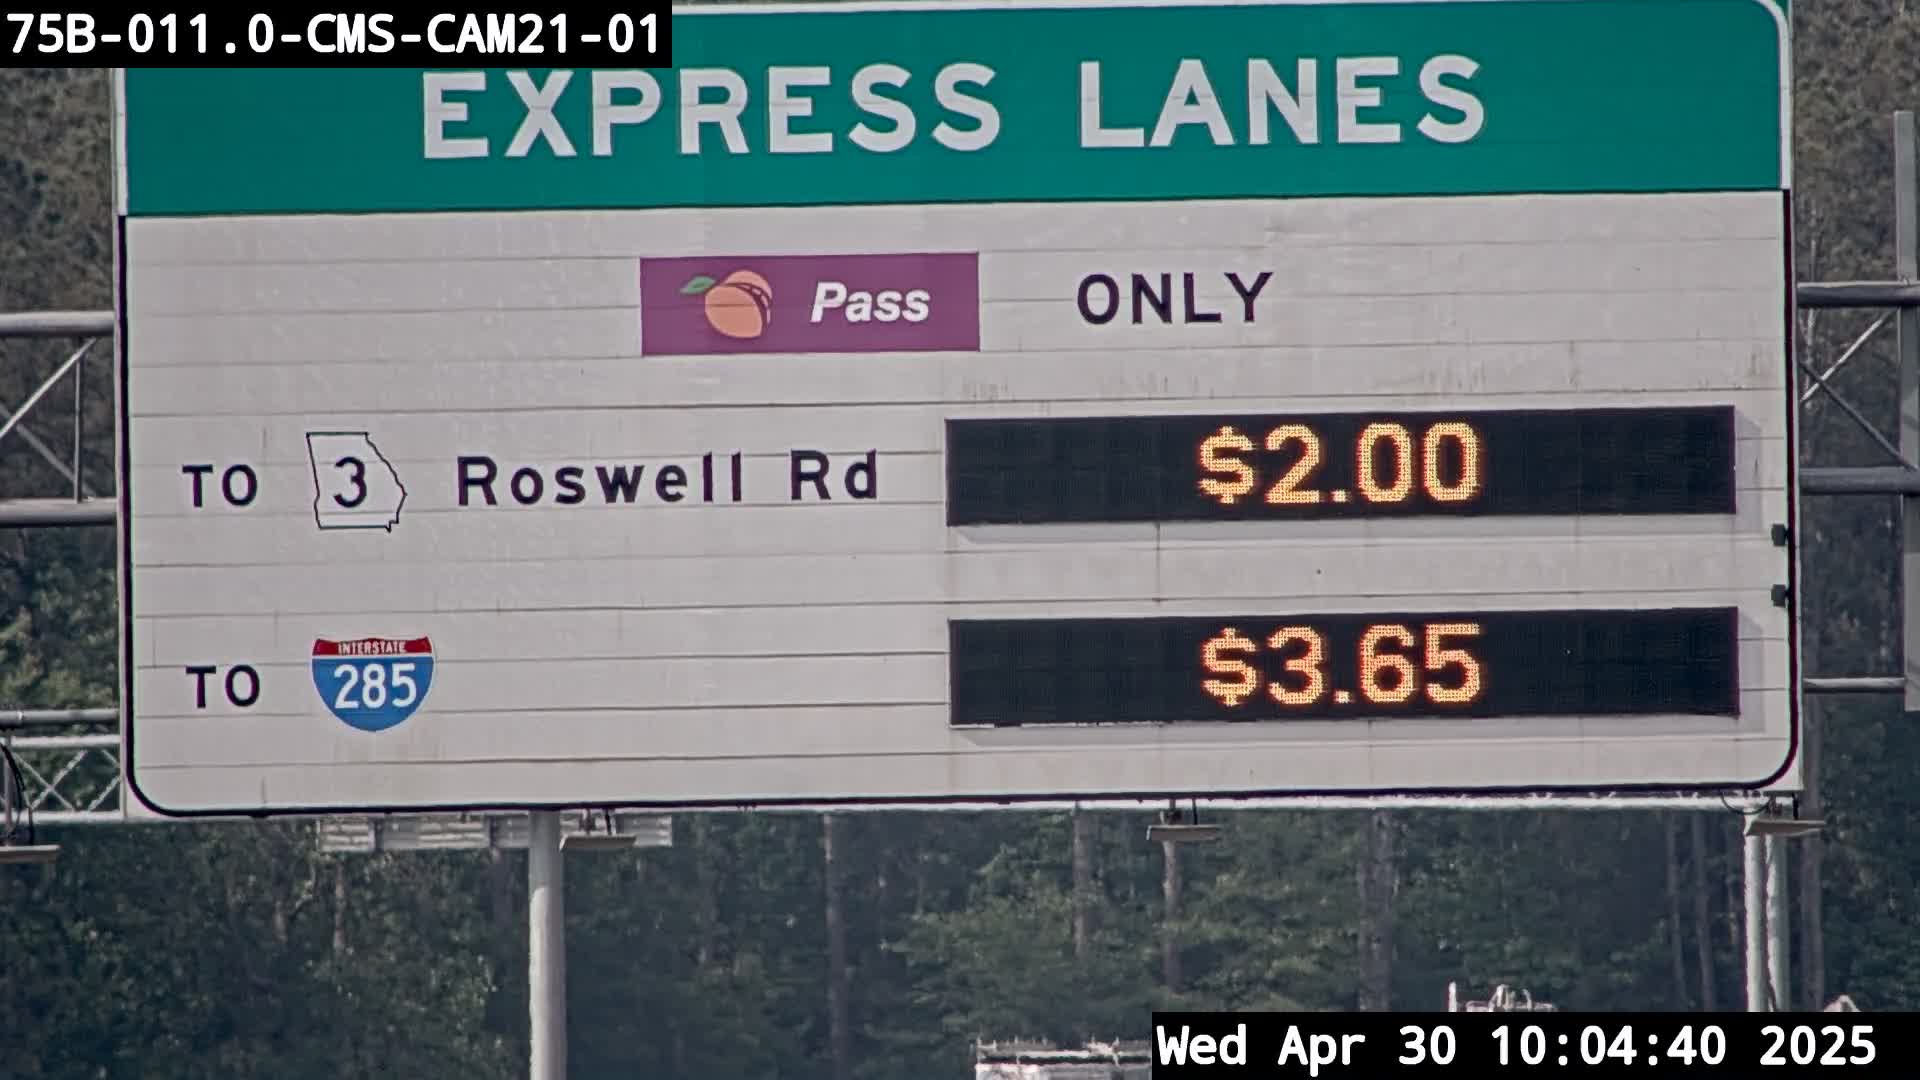 75B-011.0-CMS-CAM21-01
EXPRESS LANES
Pass ONLY
TO 3 Roswell Rd $2.00
INTERSTATE
TO 285 $3.65
Wed Apr 30 10:04:40 2025